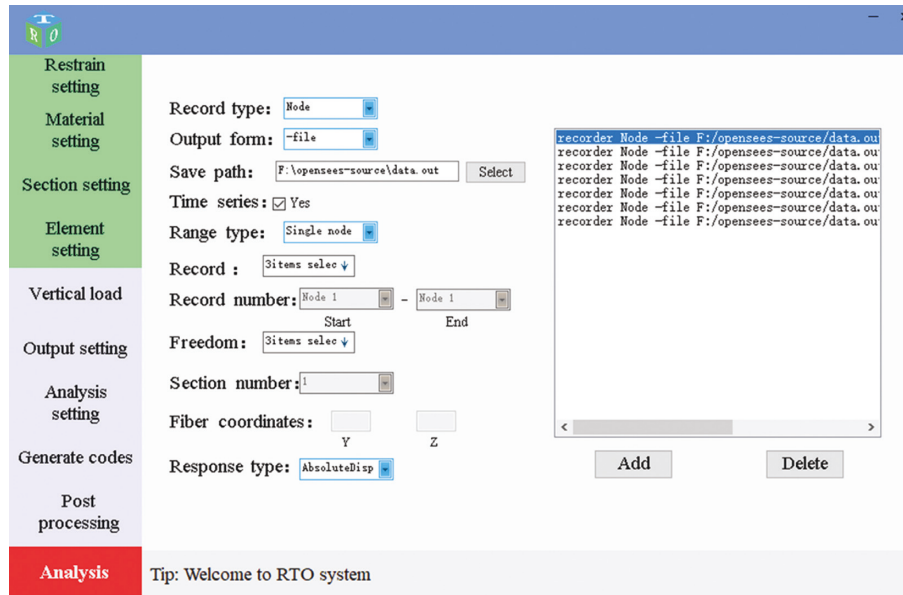 T
R O
Restrain
setting
Material
setting
Section setting
Element
setting
Vertical load
Output setting
Analysis
setting
Generate codes
Post
processing
Analysis
Record type: Node
Output form: -file
Save path: F:\opensees-source\data.out Select
Time series: Yes
Range type: Single node
Record : 3items selec
Record number: Node 1 - Node 1
Start End
Freedom: 3items selec
Section number: 1
Fiber coordinates:
Y Z
Response type: AbsoluteDisp
recorder Node -file F:/opensees-source/data.ou
recorder Node -file F:/opensees-source/data.ou
recorder Node -file F:/opensees-source/data.ou
recorder Node -file F:/opensees-source/data.ou
recorder Node -file F:/opensees-source/data.ou
recorder Node -file F:/opensees-source/data.ou
recorder Node -file F:/opensees-source/data.ou
Add Delete
Tip: Welcome to RTO system